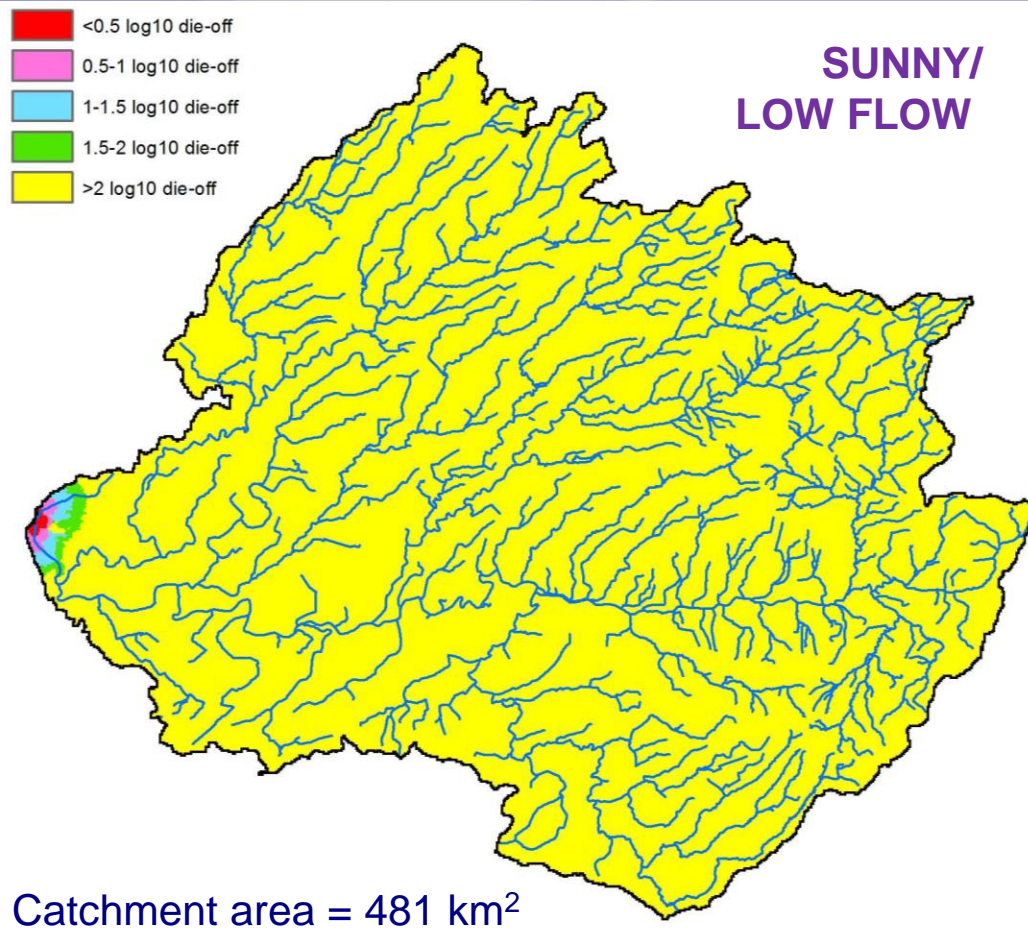 <0.5 log10 die-off
0.5-1 log10 die-off
1-1.5 log10 die-off
1.5-2 log10 die-off
>2 log10 die-off
SUNNY/
LOW FLOW
Catchment area = 481 km²